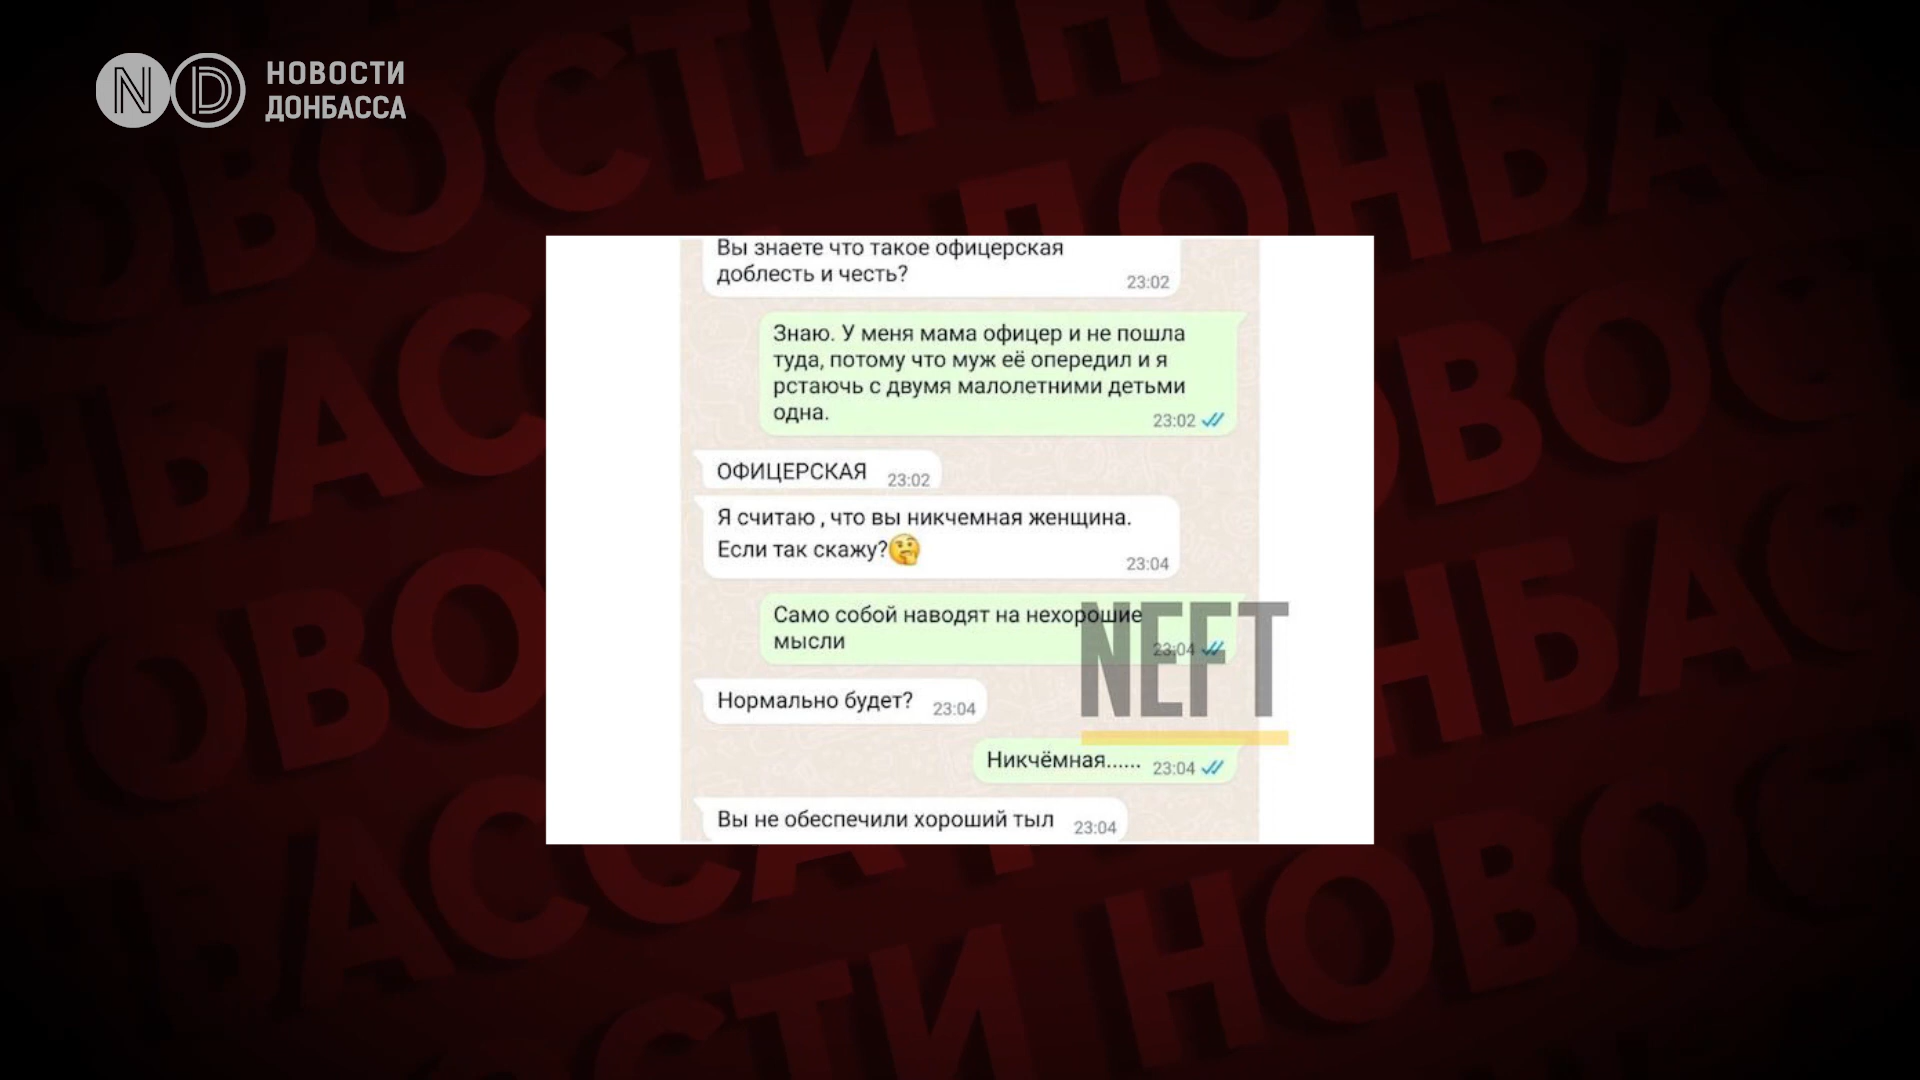 НОВОСТИ
ДОНБАССА
Вы знаете что такое офицерская
доблесть и честь?
23:02
Знаю. У меня мама офицер и не пошла
туда, потому что муж её опередил и я
рстаючь с двумя малолетними детьми
одна.
23:02
ОФИЦЕРСКАЯ 23:02
Я считаю , что вы никчемная женщина.
Если так скажу?🤔
23:04
Само собой наводят на нехорошие
мысли
23:04
Нормально будет? 23:04
NEFT
Никчёмная...... 23:04
Вы не обеспечили хороший тыл 23:04